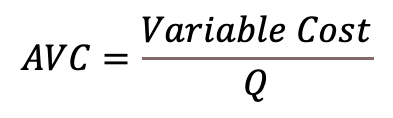 AVC = Variable Cost / Q